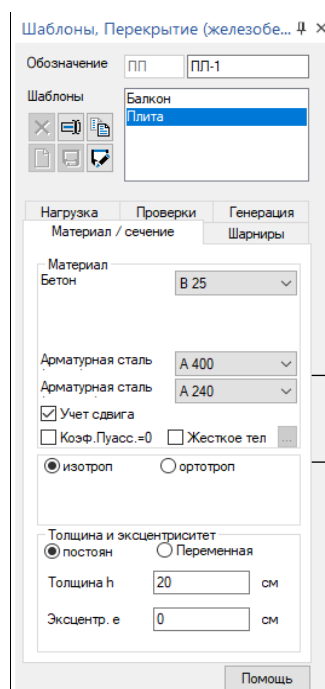 Шаблоны, Перекрытие (железобе...
Обозначение ПП ПЛ-1
Шаблоны
Балкон
Плита
Нагрузка Проверки Генерация
Материал / сечение Шарниры
Материал
Бетон B 25
Арматурная сталь A 400
Арматурная сталь A 240
Учет сдвига
Коэф.Пуасс.=0 Жесткое тел ...
изотроп ортотроп
Толщина и эксцентриситет
постоян Переменная
Толщина h 20 см
Эксцентр. e 0 см
Помощь